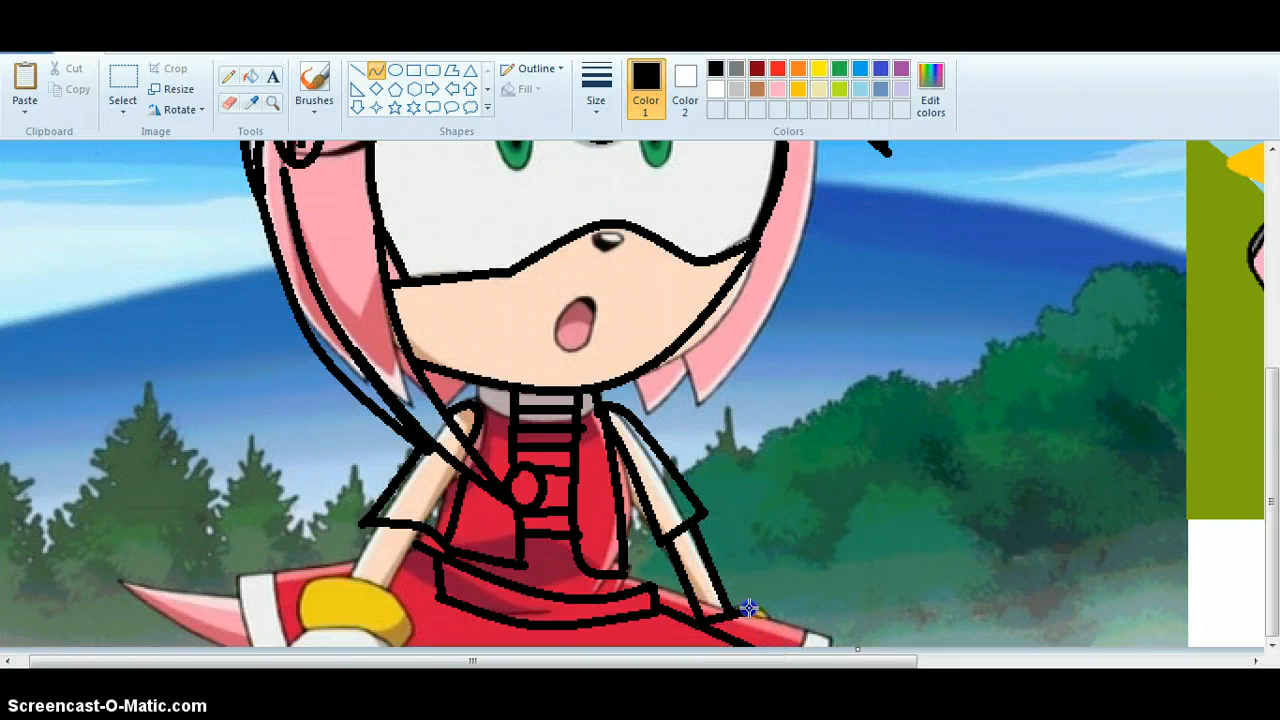 Cut
Copy
Paste
Clipboard
Select
Crop
Resize
Rotate
Image
A
Tools
Brushes
Outline
Fill
Shapes
Size
Color
1
Color
2
Edit
colors
Colors
Screencast-O-Matic.com